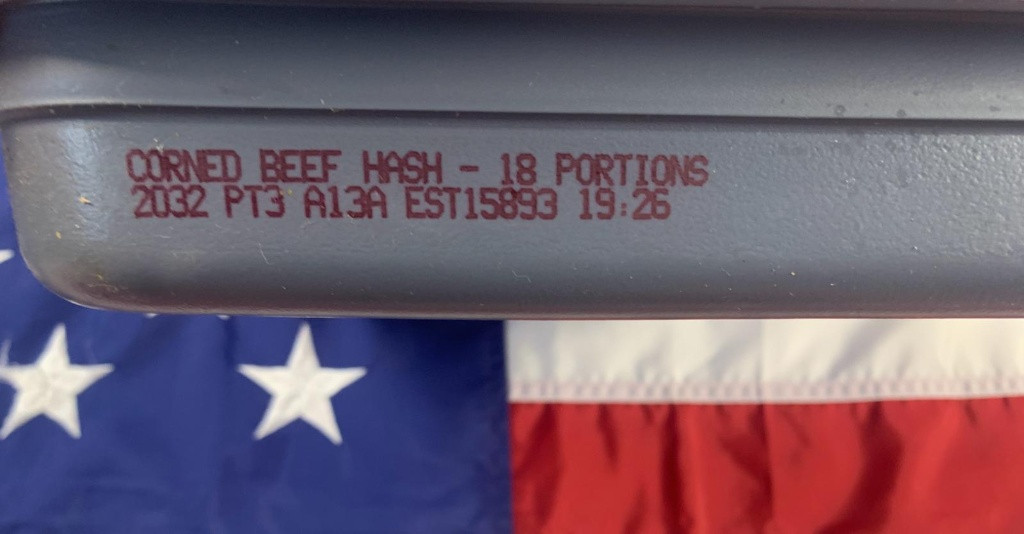 CORNED BEEF HASH - 18 PORTIONS
2032 PT3 A13A EST15893 19:26